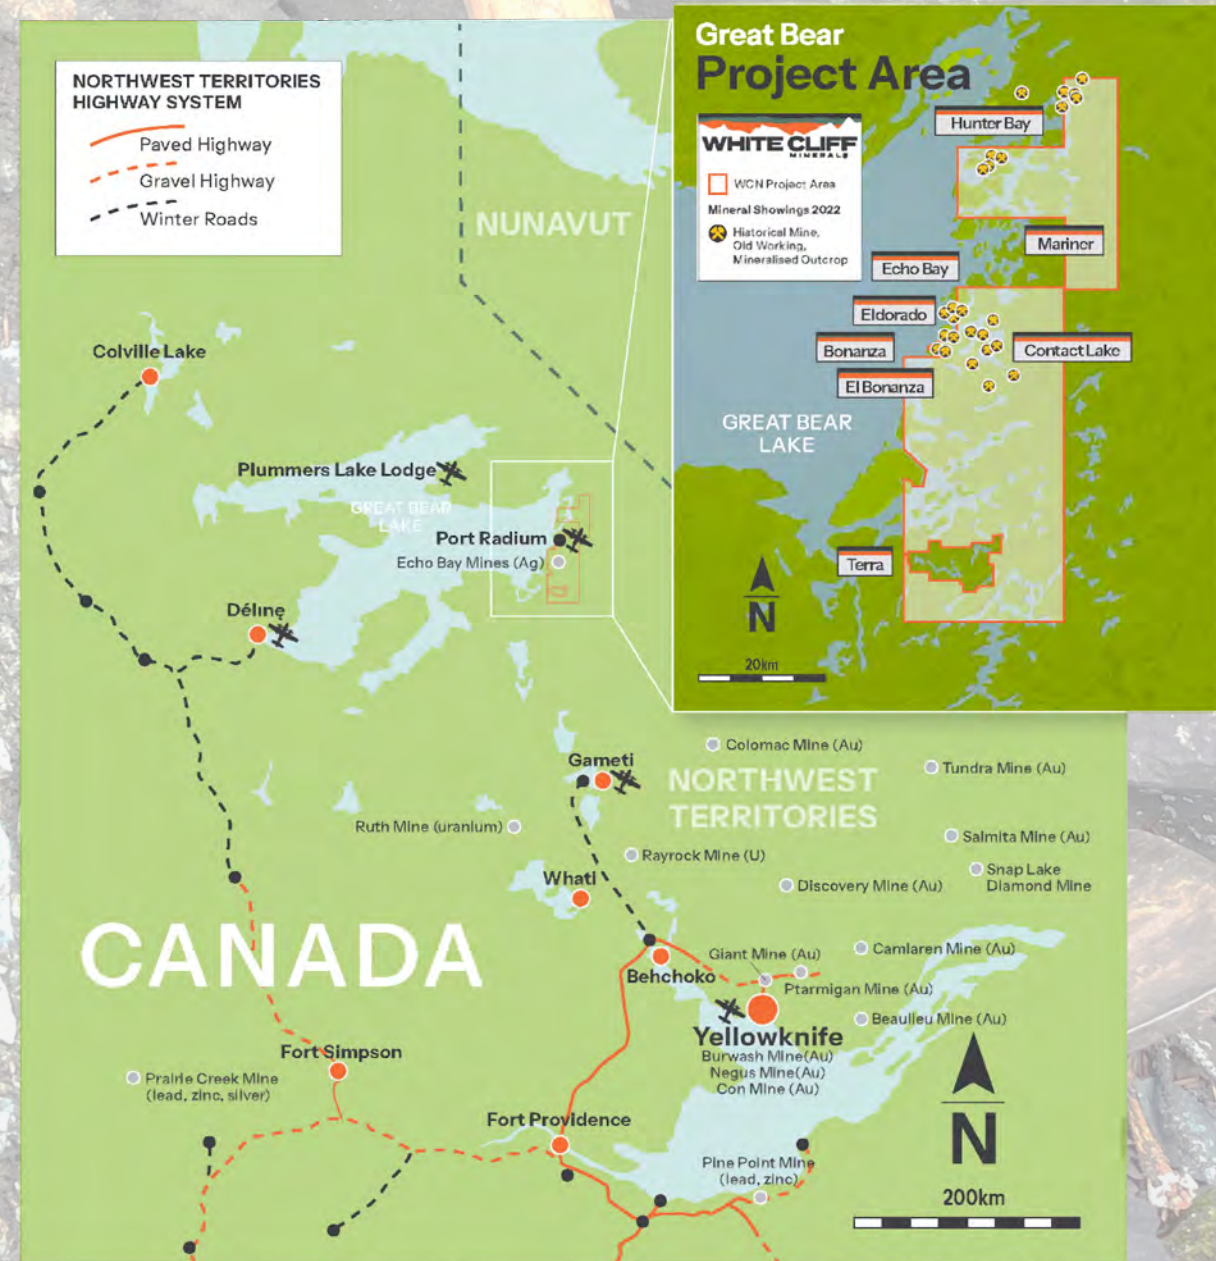 NORTHWEST TERRITORIES
HIGHWAY SYSTEM
Paved Highway
Gravel Highway
Winter Roads
Great Bear
Project Area
WHITE CLIFF
MINERALS
WCN Project Area
Mineral Showings 2022
Historical Mine,
Old Working,
Mineralised Outcrop
Hunter Bay
Mariner
Echo Bay
Eldorado
Bonanza
Contact Lake
El Bonanza
GREAT BEAR
LAKE
Terra
N
20km
NUNAVUT
Colville Lake
Plummers Lake Lodge
GREAT BEAR
LAKE
Port Radium
Echo Bay Mines (Ag)
Délınę
Gameti
NORTHWEST
TERRITORIES
Colomac Mine (Au)
Tundra Mine (Au)
Ruth Mine (uranium)
Rayrock Mine (U)
Salmita Mine (Au)
Snap Lake
Diamond Mine
Discovery Mine (Au)
Whati
CANADA
Behchoko
Giant Mine (Au)
Camlaren Mine (Au)
Ptarmigan Mine (Au)
Beaulieu Mine (Au)
Yellowknife
Burwash Mine(Au)
Negus Mine(Au)
Con Mine (Au)
Fort Simpson
Prairie Creek Mine
(lead, zinc, silver)
Fort Providence
Pine Point Mine
(lead, zinc)
N
200km